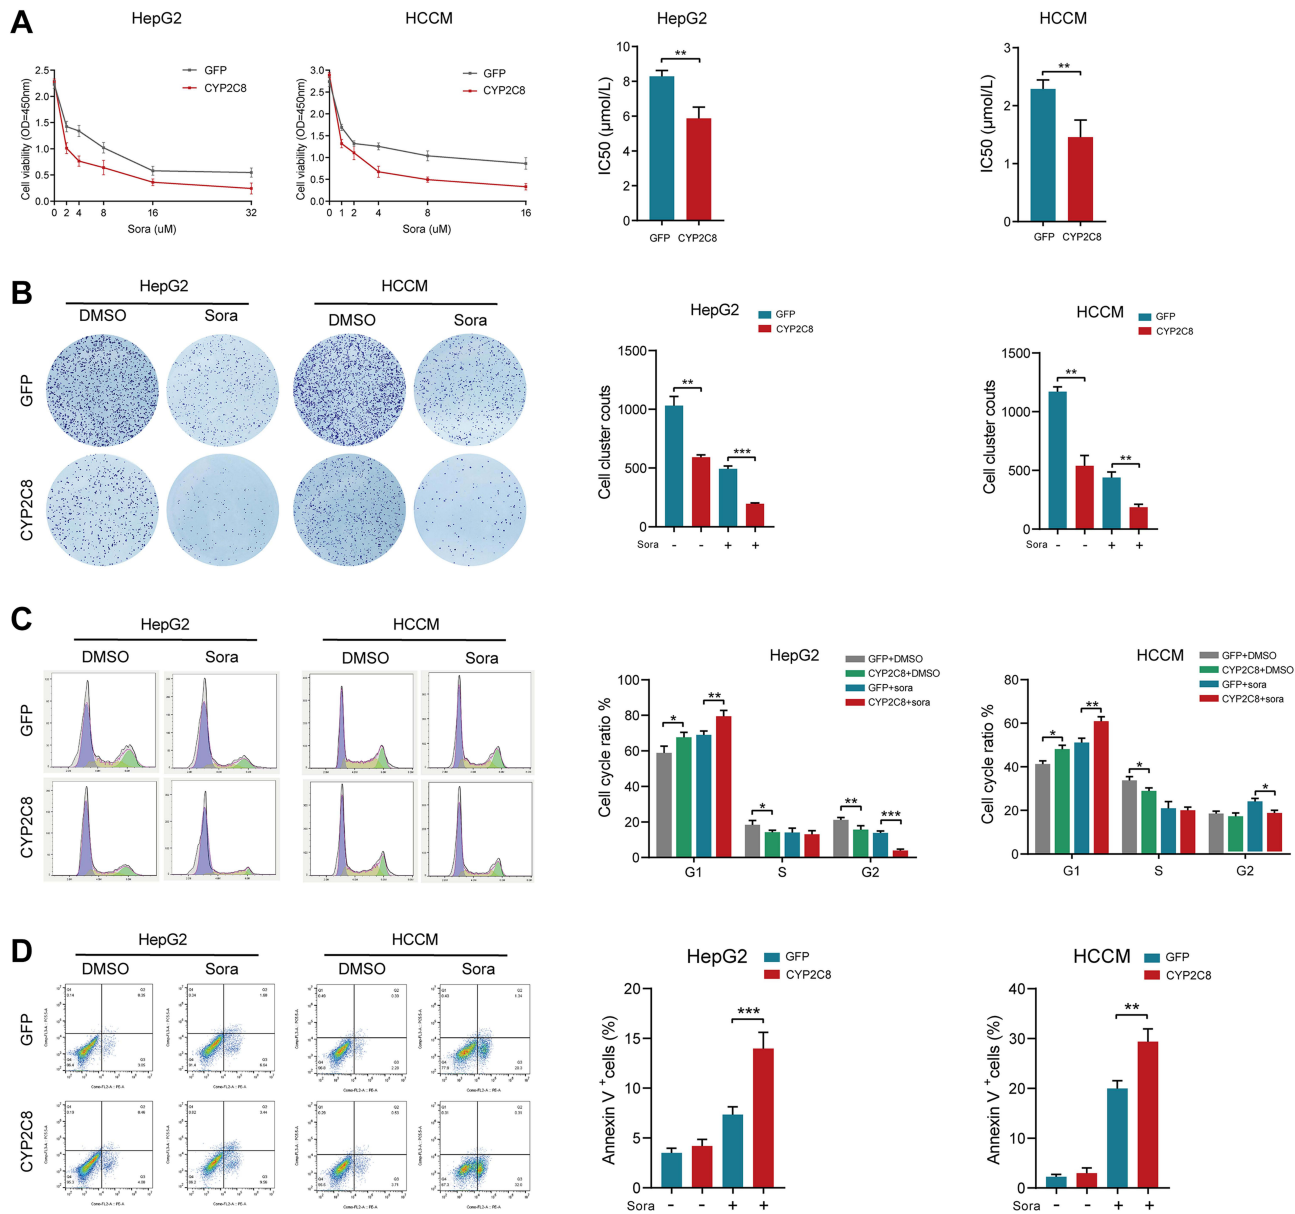 A
HepG2
HCCM
HepG2
HCCM
Cell viability (OD=450nm)
2.5
2.0
1.5
1.0
0.5
0.0
0 2 4 8 16 32
Sora (uM)
GFP
CYP2C8
Cell viability (OD=450nm)
3.0
2.5
2.0
1.5
1.0
0.5
0.0
0 1 2 4 8 16
Sora (uM)
GFP
CYP2C8
IC50 (μmol/L)
10
8
6
4
2
0
**
GFP CYP2C8
IC50 (μmol/L)
3
2
1
0
**
GFP CYP2C8
B
HepG2
HCCM
DMSO Sora DMSO Sora
GFP
CYP2C8
HepG2
GFP
CYP2C8
Cell cluster couts
1500
1000
500
0
** ***
Sora - - + +
HCCM
GFP
CYP2C8
Cell cluster couts
1500
1000
500
0
** **
Sora - - + +
C
HepG2
HCCM
DMSO Sora DMSO Sora
GFP
CYP2C8
HepG2
GFP+DMSO
CYP2C8+DMSO
GFP+sora
CYP2C8+sora
Cell cycle ratio %
100
80
60
40
20
0
* ** * ** ***
G1 S G2
HCCM
GFP+DMSO
CYP2C8+DMSO
GFP+sora
CYP2C8+sora
Cell cycle ratio %
80
60
40
20
0
* ** * *
G1 S G2
D
HepG2
HCCM
DMSO Sora DMSO Sora
GFP
CYP2C8
HepG2
GFP
CYP2C8
Annexin V +cells (%)
20
15
10
5
0
***
Sora - - + +
HCCM
GFP
CYP2C8
Annexin V +cells (%)
40
30
20
10
0
**
Sora - - + +